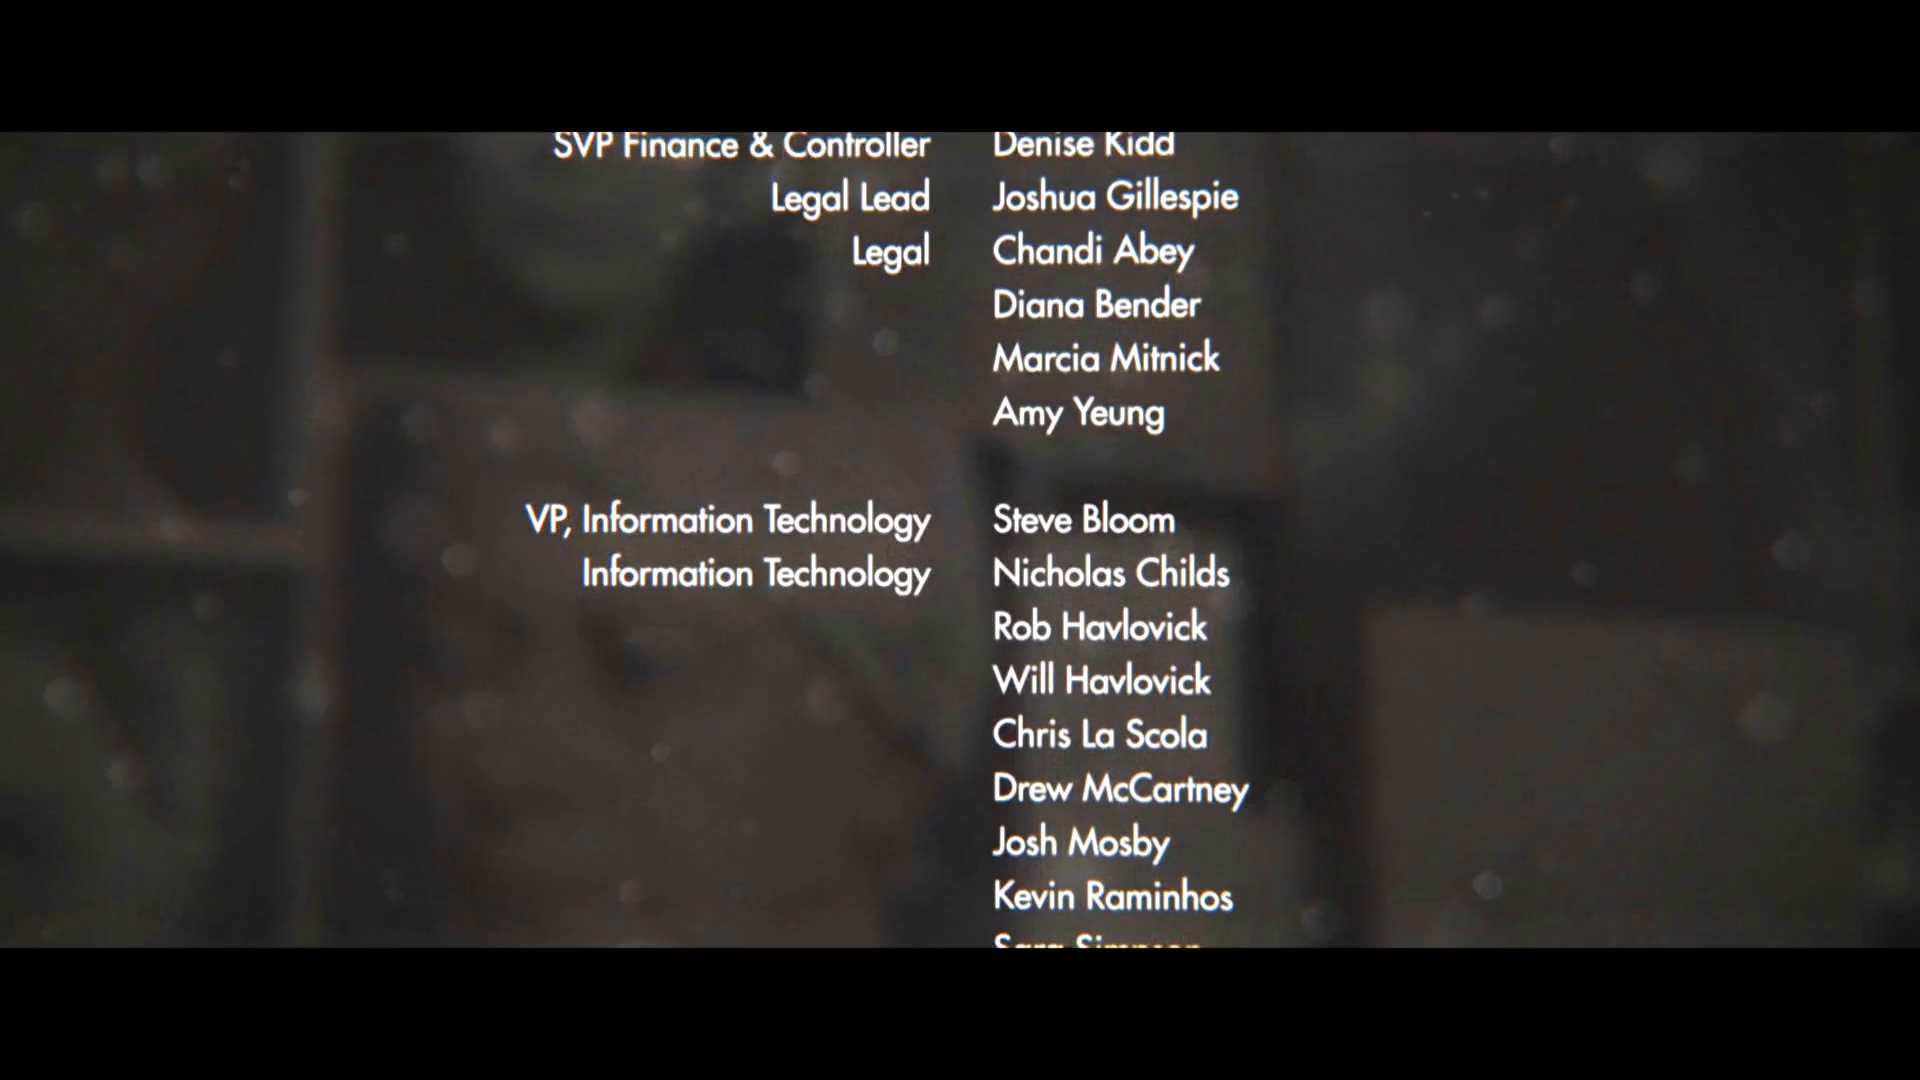 SVP Finance & Controller Denise Kidd
Legal Lead Joshua Gillespie
Legal Chandi Abey
Diana Bender
Marcia Mitnick
Amy Yeung
VP, Information Technology Steve Bloom
Information Technology Nicholas Childs
Rob Havlovick
Will Havlovick
Chris La Scola
Drew McCartney
Josh Mosby
Kevin Raminhos
Sara Simpson